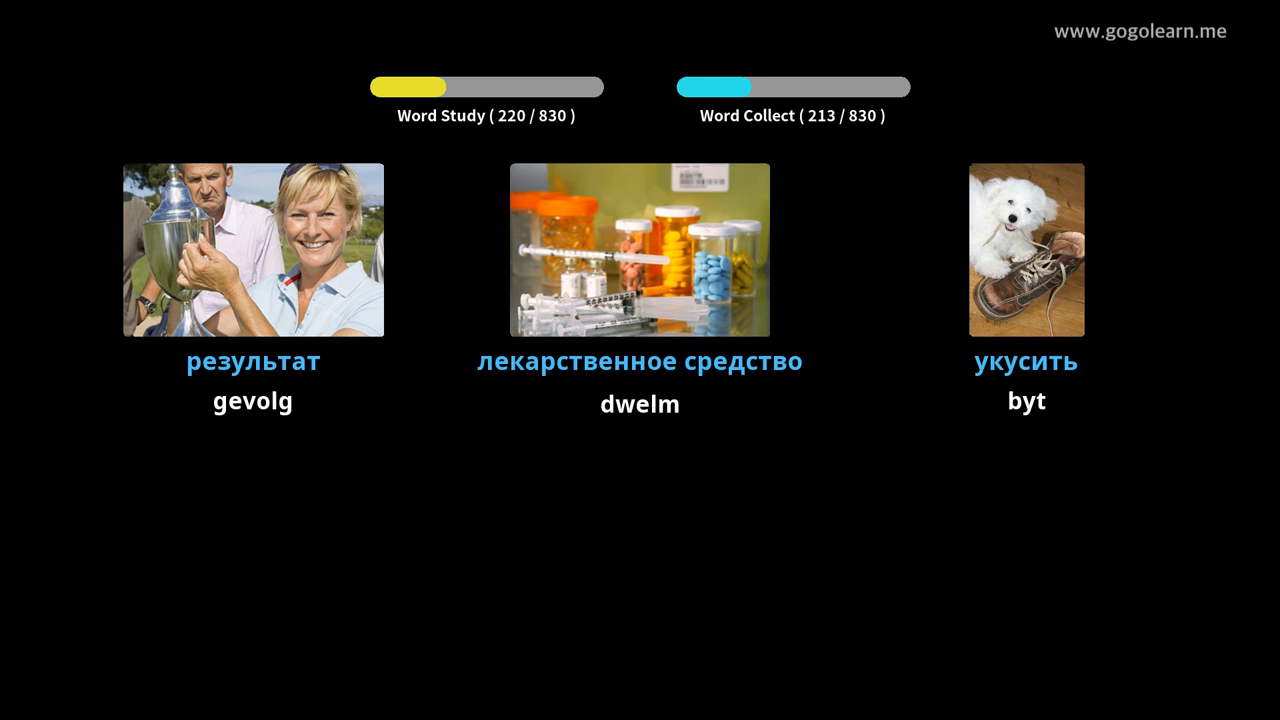 www.gogolearn.me
Word Study ( 220 / 830 )
Word Collect ( 213 / 830 )
результат
лекарственное средство
укусить
gevolg
dwelm
byt